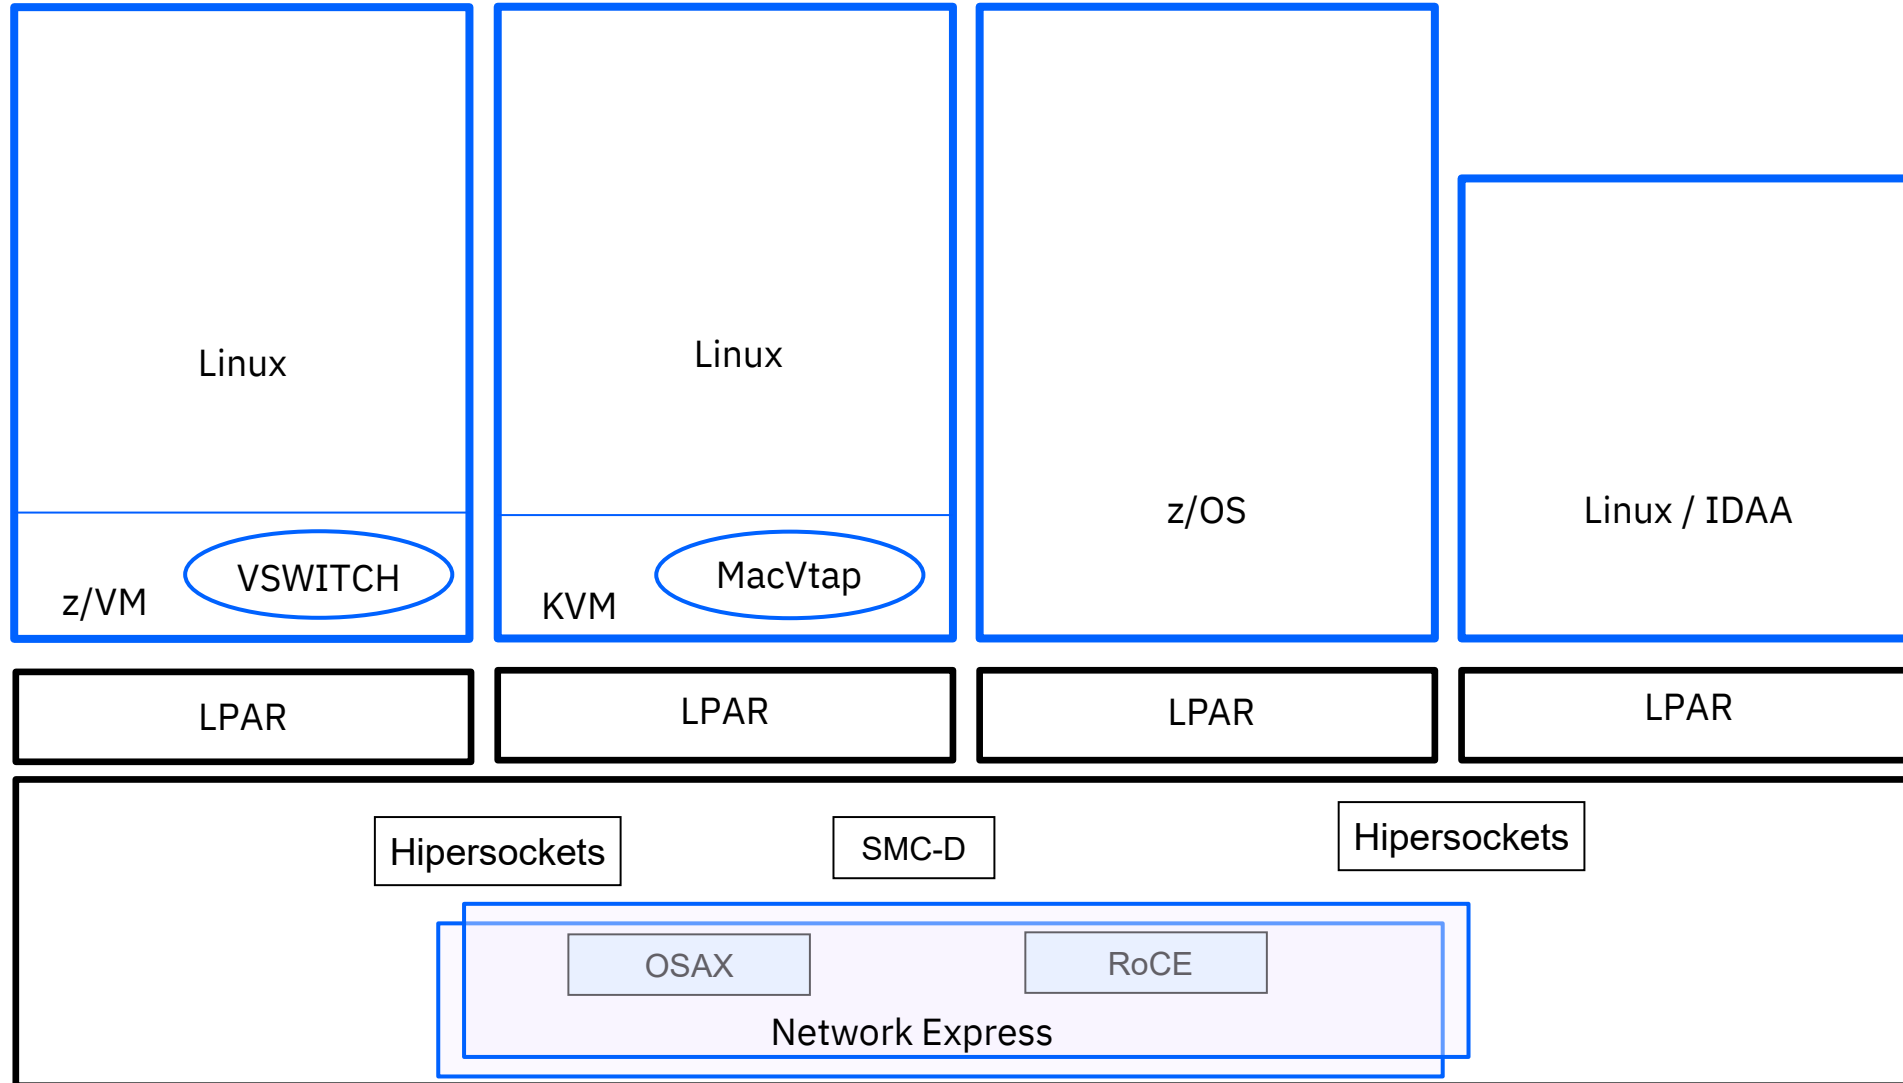 Linux
z/VM
VSWITCH
Linux
KVM
MacVtap
z/OS
Linux / IDAA
LPAR
LPAR
LPAR
LPAR
Hipersockets
SMC-D
Hipersockets
OSAX
RoCE
Network Express